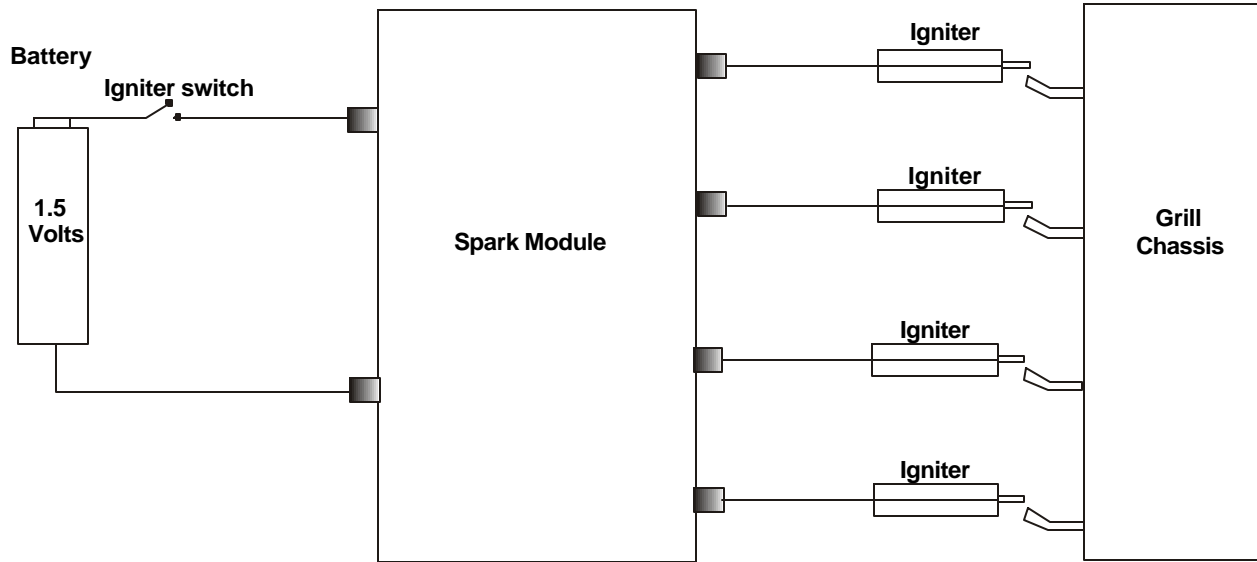 Battery
Igniter switch
1.5
Volts
Spark Module
Igniter
Igniter
Igniter
Igniter
Grill
Chassis